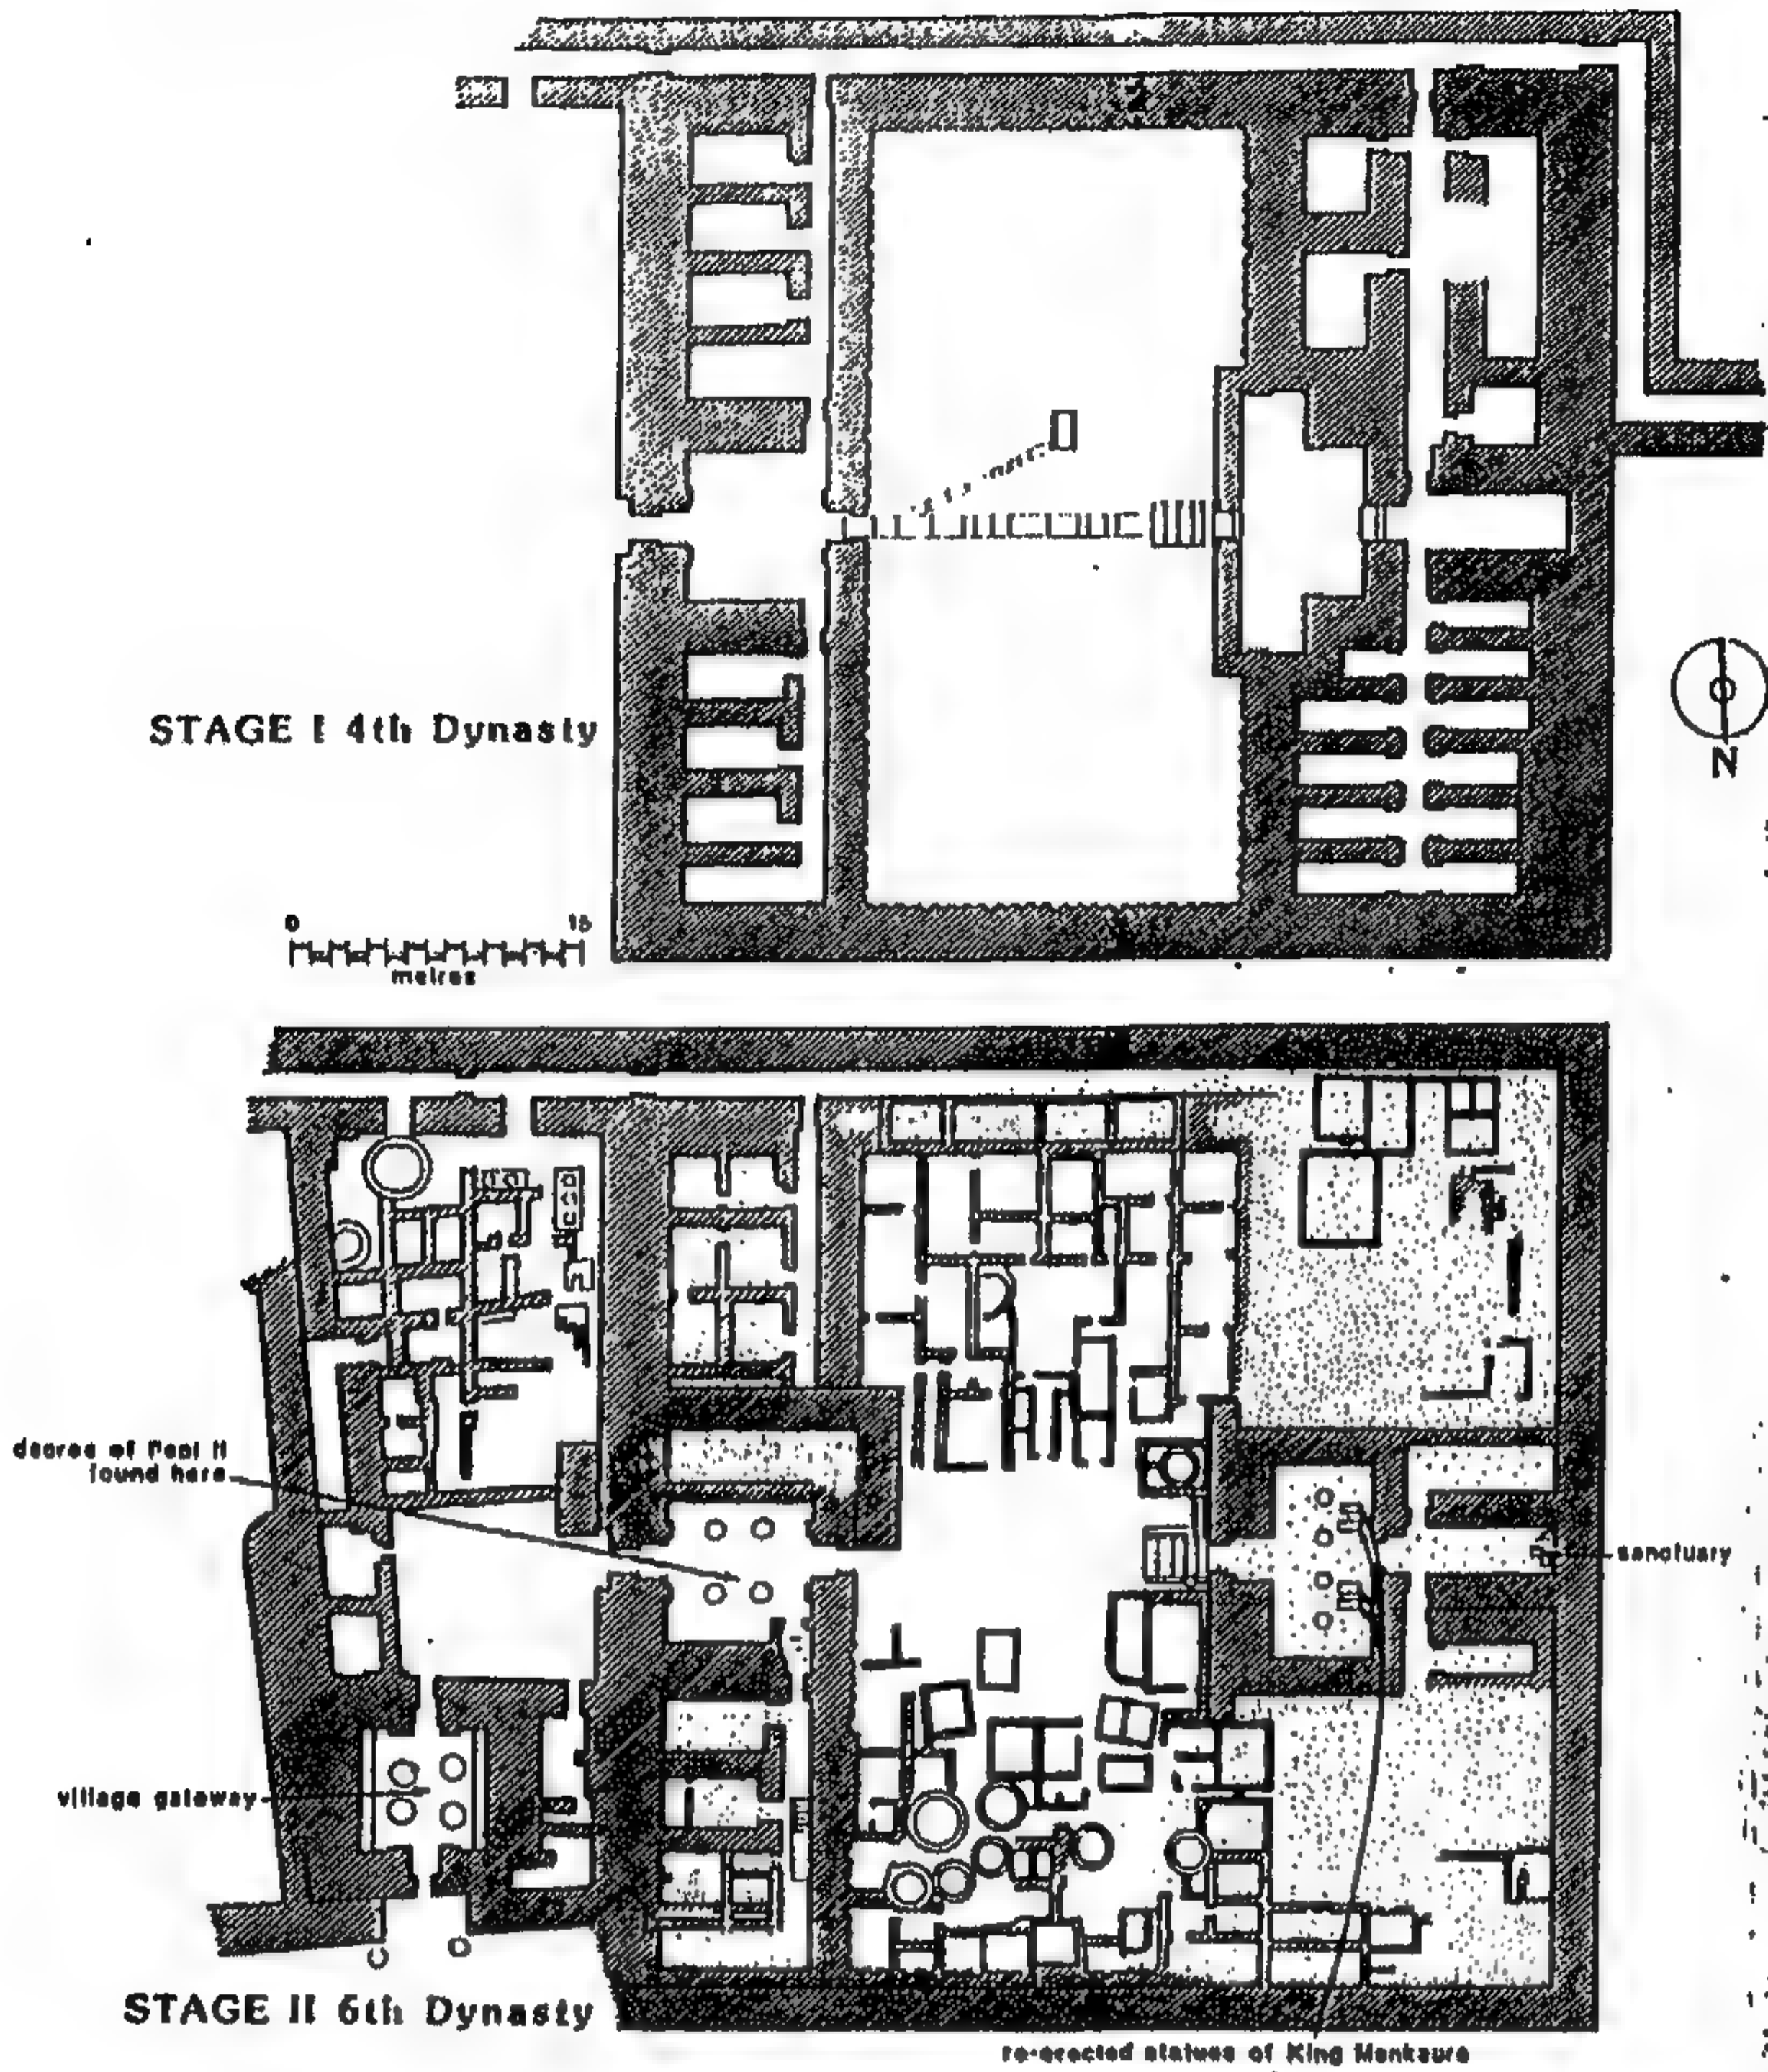 STAGE I 4th Dynasty
N
0 15
metres
decree of Pepi II
found here
sanctuary
village gateway
STAGE II 6th Dynasty
re-erected statues of King Menkaure